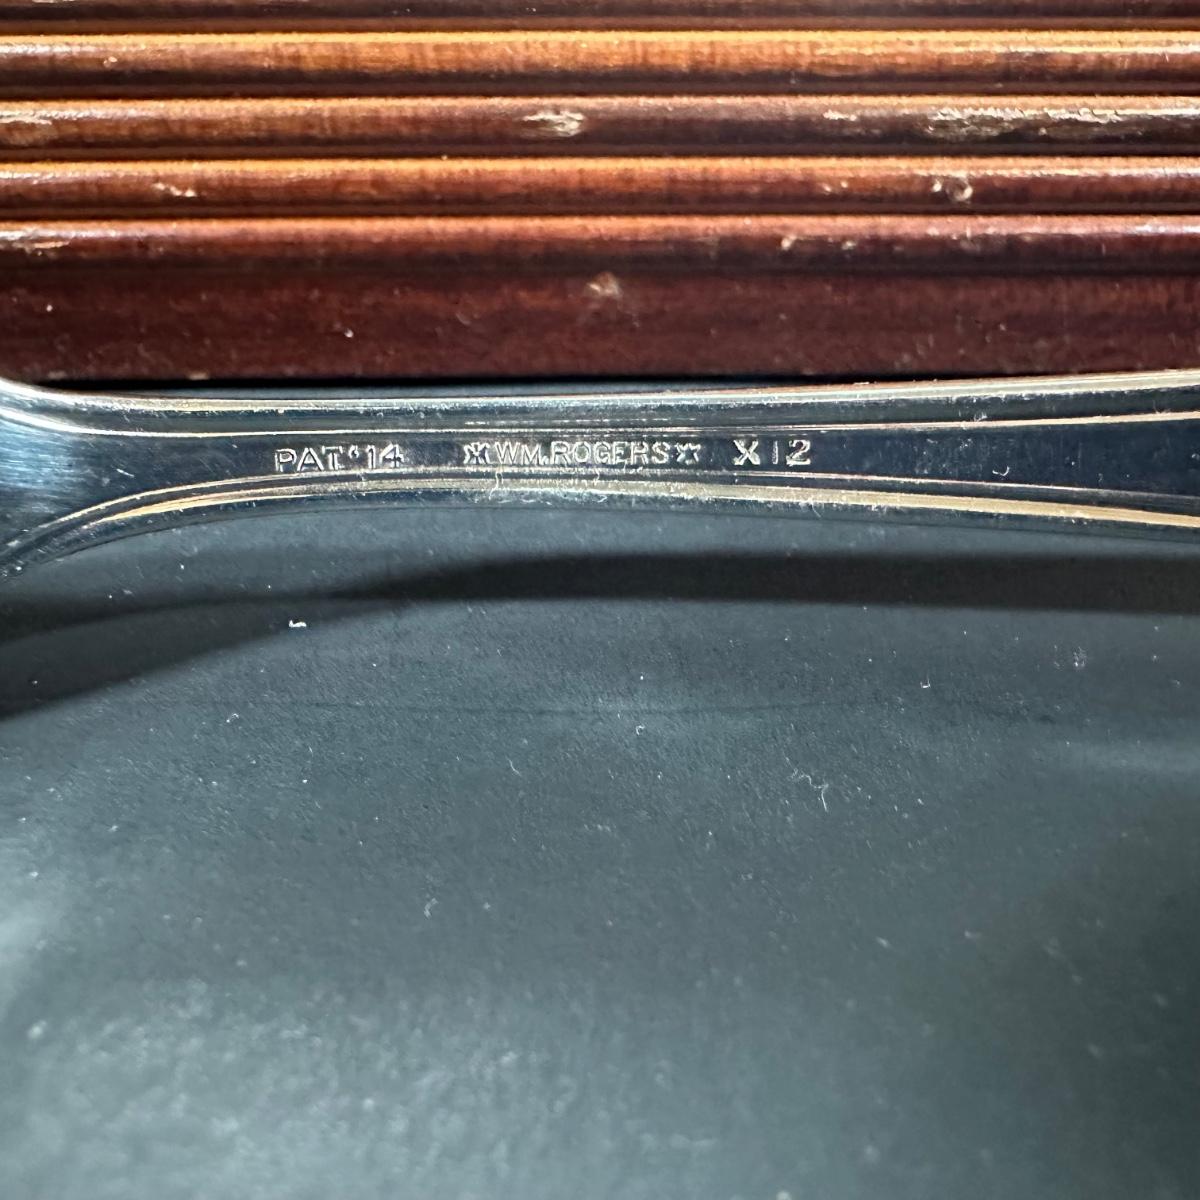 PAT '14 ★WM.ROGERS★ X12